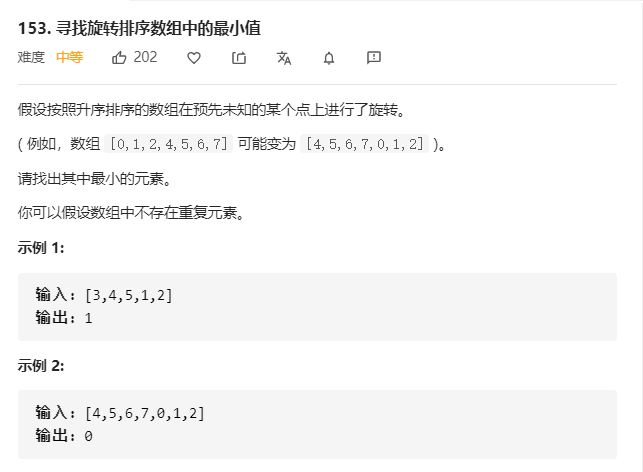 153. 寻找旋转排序数组中的最小值
难度 中等 202
假设按照升序排序的数组在预先未知的某个点上进行了旋转。
( 例如，数组 [0,1,2,4,5,6,7] 可能变为 [4,5,6,7,0,1,2] )。
请找出其中最小的元素。
你可以假设数组中不存在重复元素。
示例 1:
输入: [3,4,5,1,2]
输出: 1
示例 2:
输入: [4,5,6,7,0,1,2]
输出: 0